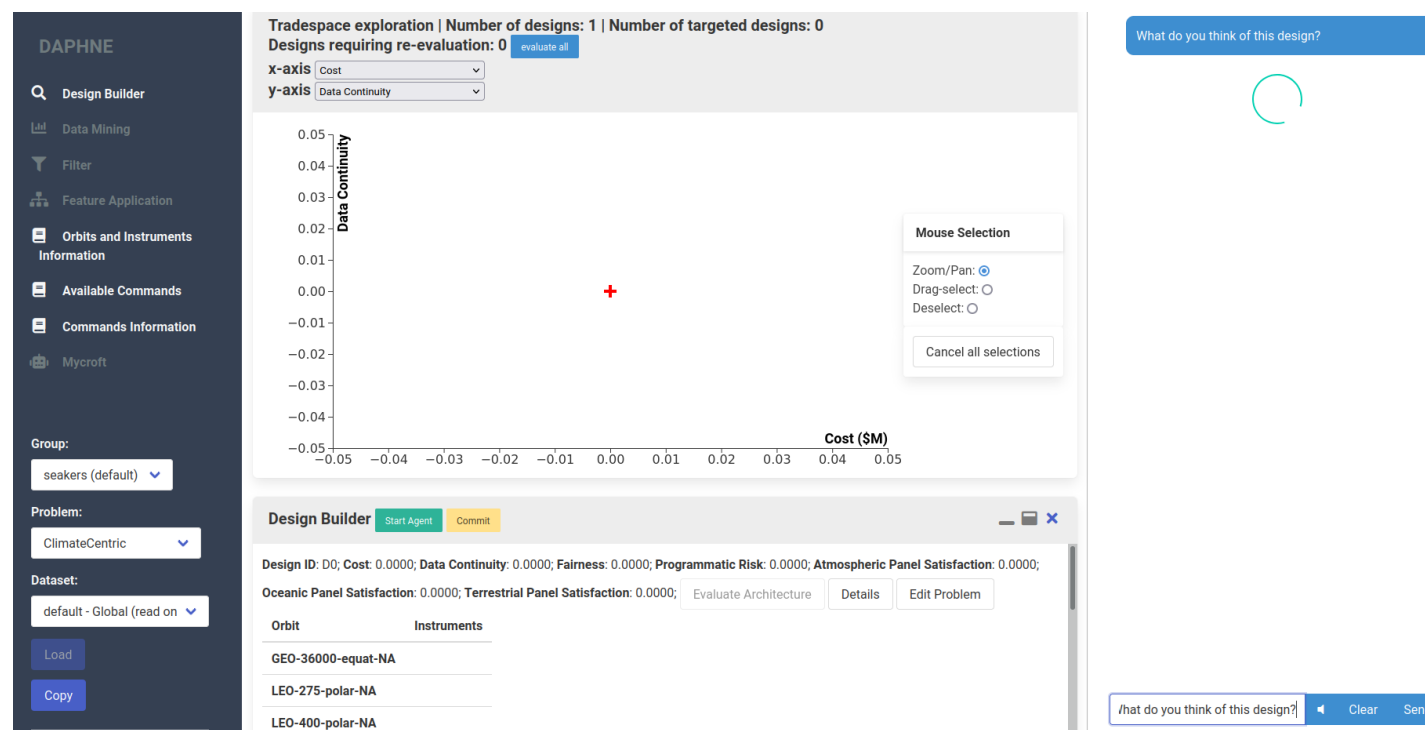 DAPHNE
Design Builder
Data Mining
Filter
Feature Application
Orbits and Instruments
Information
Available Commands
Commands Information
Mycroft
Group:
seakers (default)
Problem:
ClimateCentric
Dataset:
default - Global (read on
Load
Copy
Tradespace exploration | Number of designs: 1 | Number of targeted designs: 0
Designs requiring re-evaluation: 0 evaluate all
x-axis Cost
y-axis Data Continuity
0.05
0.04
0.03
0.02
0.01
0.00
−0.01
−0.02
−0.03
−0.04
−0.05
Data Continuity
Cost ($M)
−0.05 −0.04 −0.03 −0.02 −0.01 0.00 0.01 0.02 0.03 0.04 0.05
Mouse Selection
Zoom/Pan:
Drag-select:
Deselect:
Cancel all selections
Design Builder Start Agent Commit
Design ID: D0; Cost: 0.0000; Data Continuity: 0.0000; Fairness: 0.0000; Programmatic Risk: 0.0000; Atmospheric Panel Satisfaction: 0.0000;
Oceanic Panel Satisfaction: 0.0000; Terrestrial Panel Satisfaction: 0.0000; Evaluate Architecture Details Edit Problem
Orbit Instruments
GEO-36000-equat-NA
LEO-275-polar-NA
LEO-400-polar-NA
What do you think of this design?
hat do you think of this design? Clear Sen